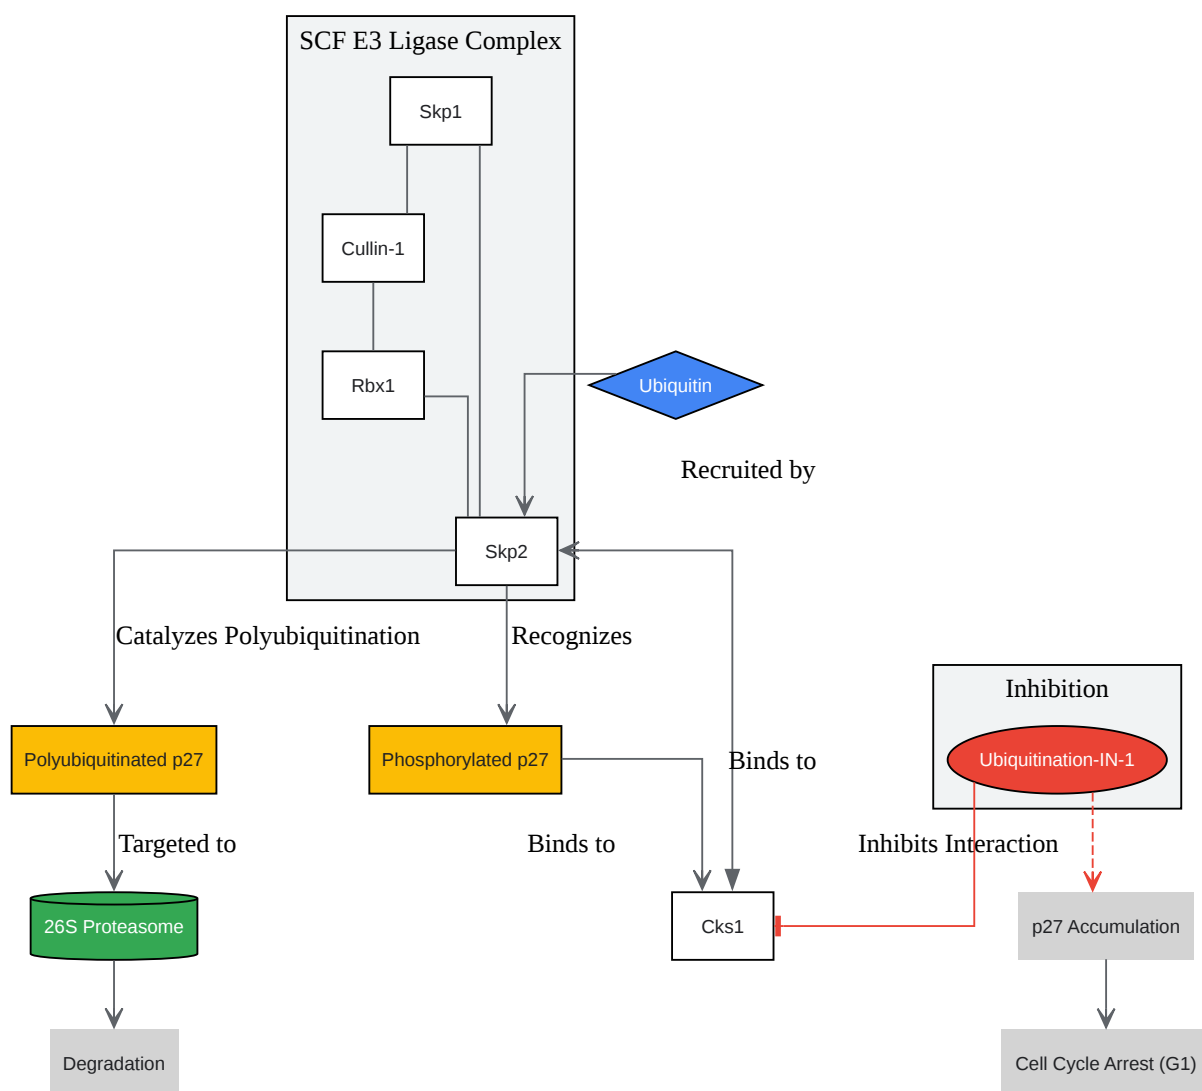 SCF E3 Ligase Complex
Skp1
Cullin-1
Rbx1
Ubiquitin
Recruited by
Skp2
Catalyzes Polyubiquitination
Recognizes
Inhibition
Polyubiquitinated p27
Phosphorylated p27
Binds to
Ubiquitination-IN-1
Targeted to
Binds to
Inhibits Interaction
26S Proteasome
Cks1
p27 Accumulation
Degradation
Cell Cycle Arrest (G1)